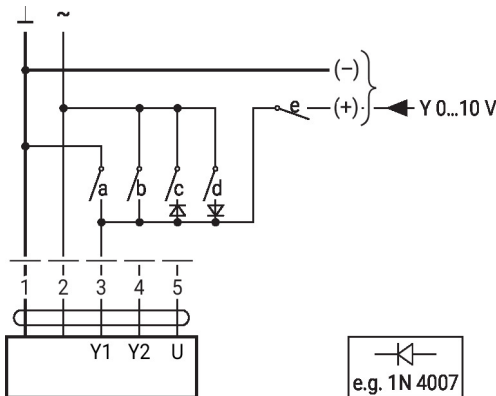 ⊥ ~
(–)
e (+) Y 0...10 V
a b c d
1 2 3 4 5
Y1 Y2 U
e.g. 1N 4007